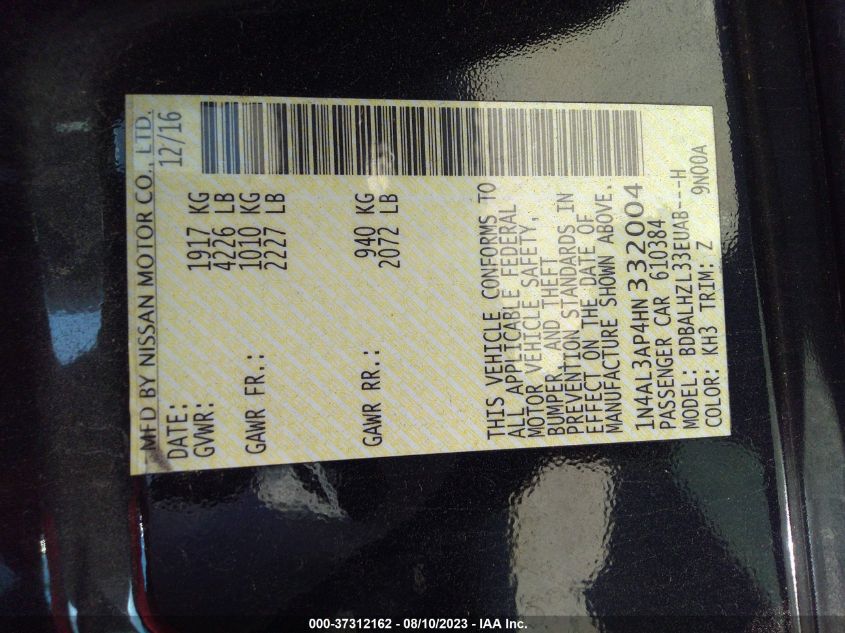 MFD BY NISSAN MOTOR CO., LTD.
DATE: 12/16
GVWR: 1917 KG
4226 LB
GAWR FR.: 1010 KG
2227 LB
GAWR RR.: 940 KG
2072 LB
THIS VEHICLE CONFORMS TO
ALL APPLICABLE FEDERAL
MOTOR VEHICLE SAFETY,
BUMPER, AND THEFT
PREVENTION STANDARDS IN
EFFECT ON THE DATE OF
MANUFACTURE SHOWN ABOVE.
1N4AL3AP4HN332004
PASSENGER CAR 610384
MODEL: BDBALHZL33EUAB---H
COLOR: KH3 TRIM: Z 9N00A
000-37312162 - 08/10/2023 - IAA Inc.